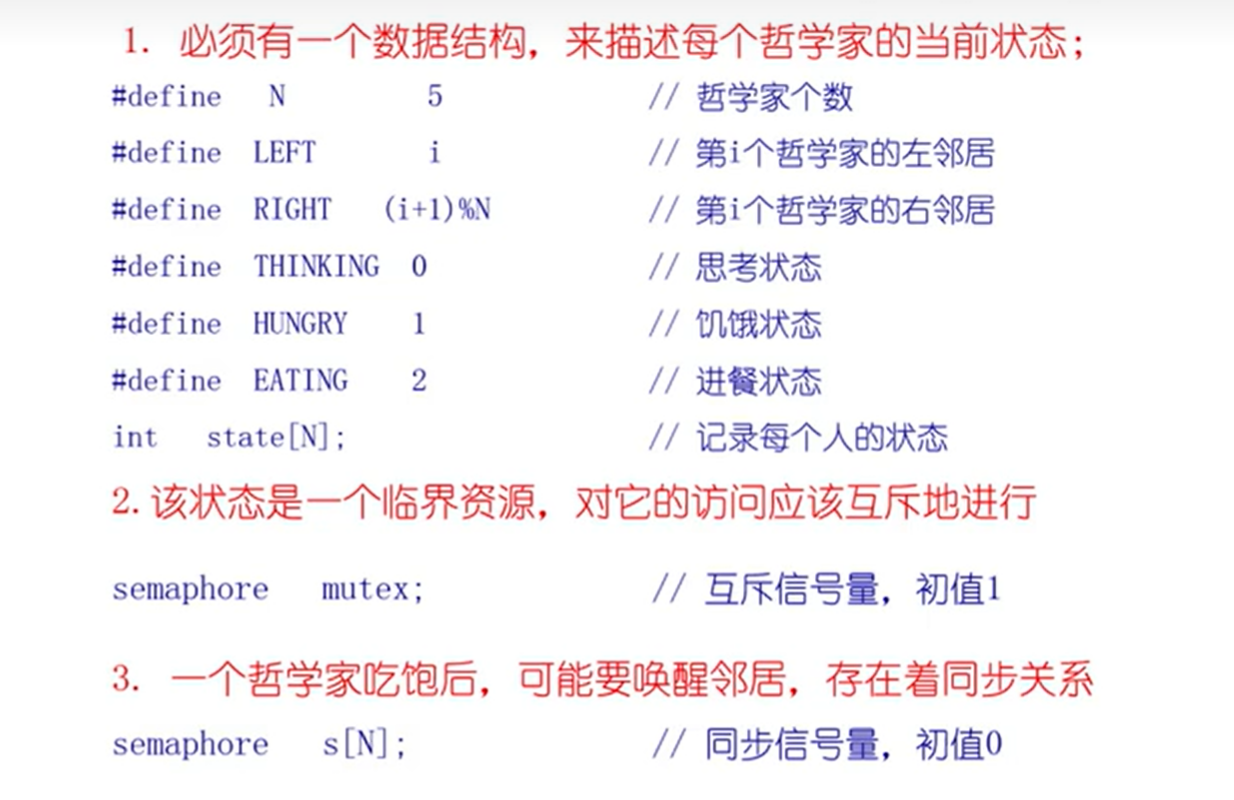 1. 必须有一个数据结构，来描述每个哲学家的当前状态；
#define N 5 // 哲学家个数
#define LEFT i // 第i个哲学家的左邻居
#define RIGHT (i+1)%N // 第i个哲学家的右邻居
#define THINKING 0 // 思考状态
#define HUNGRY 1 // 饥饿状态
#define EATING 2 // 进餐状态
int state[N]; // 记录每个人的状态
2.该状态是一个临界资源，对它的访问应该互斥地进行
semaphore mutex; // 互斥信号量，初值1
3. 一个哲学家吃饱后，可能要唤醒邻居，存在着同步关系
semaphore s[N]; // 同步信号量，初值0